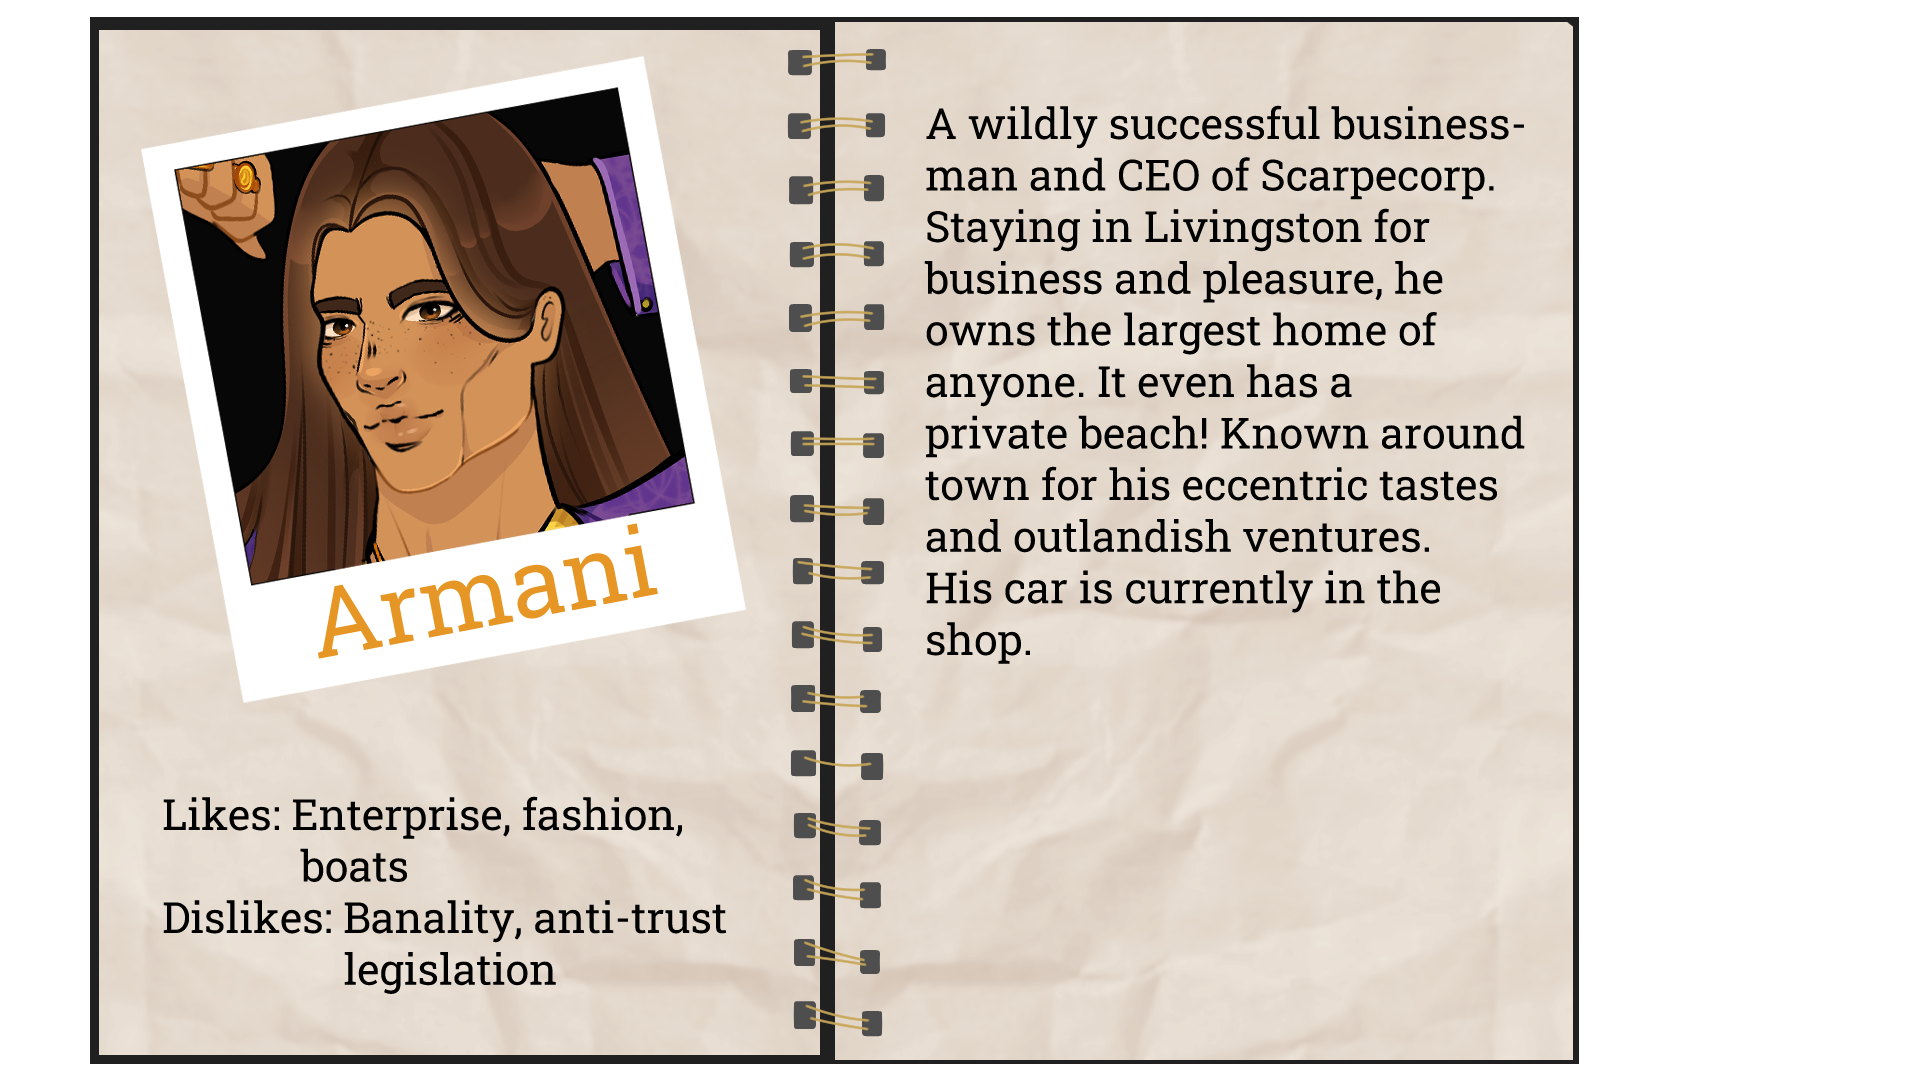 Armani
Likes: Enterprise, fashion,
boats
Dislikes: Banality, anti-trust
legislation
A wildly successful business-
man and CEO of Scarpecorp.
Staying in Livingston for
business and pleasure, he
owns the largest home of
anyone. It even has a
private beach! Known around
town for his eccentric tastes
and outlandish ventures.
His car is currently in the
shop.